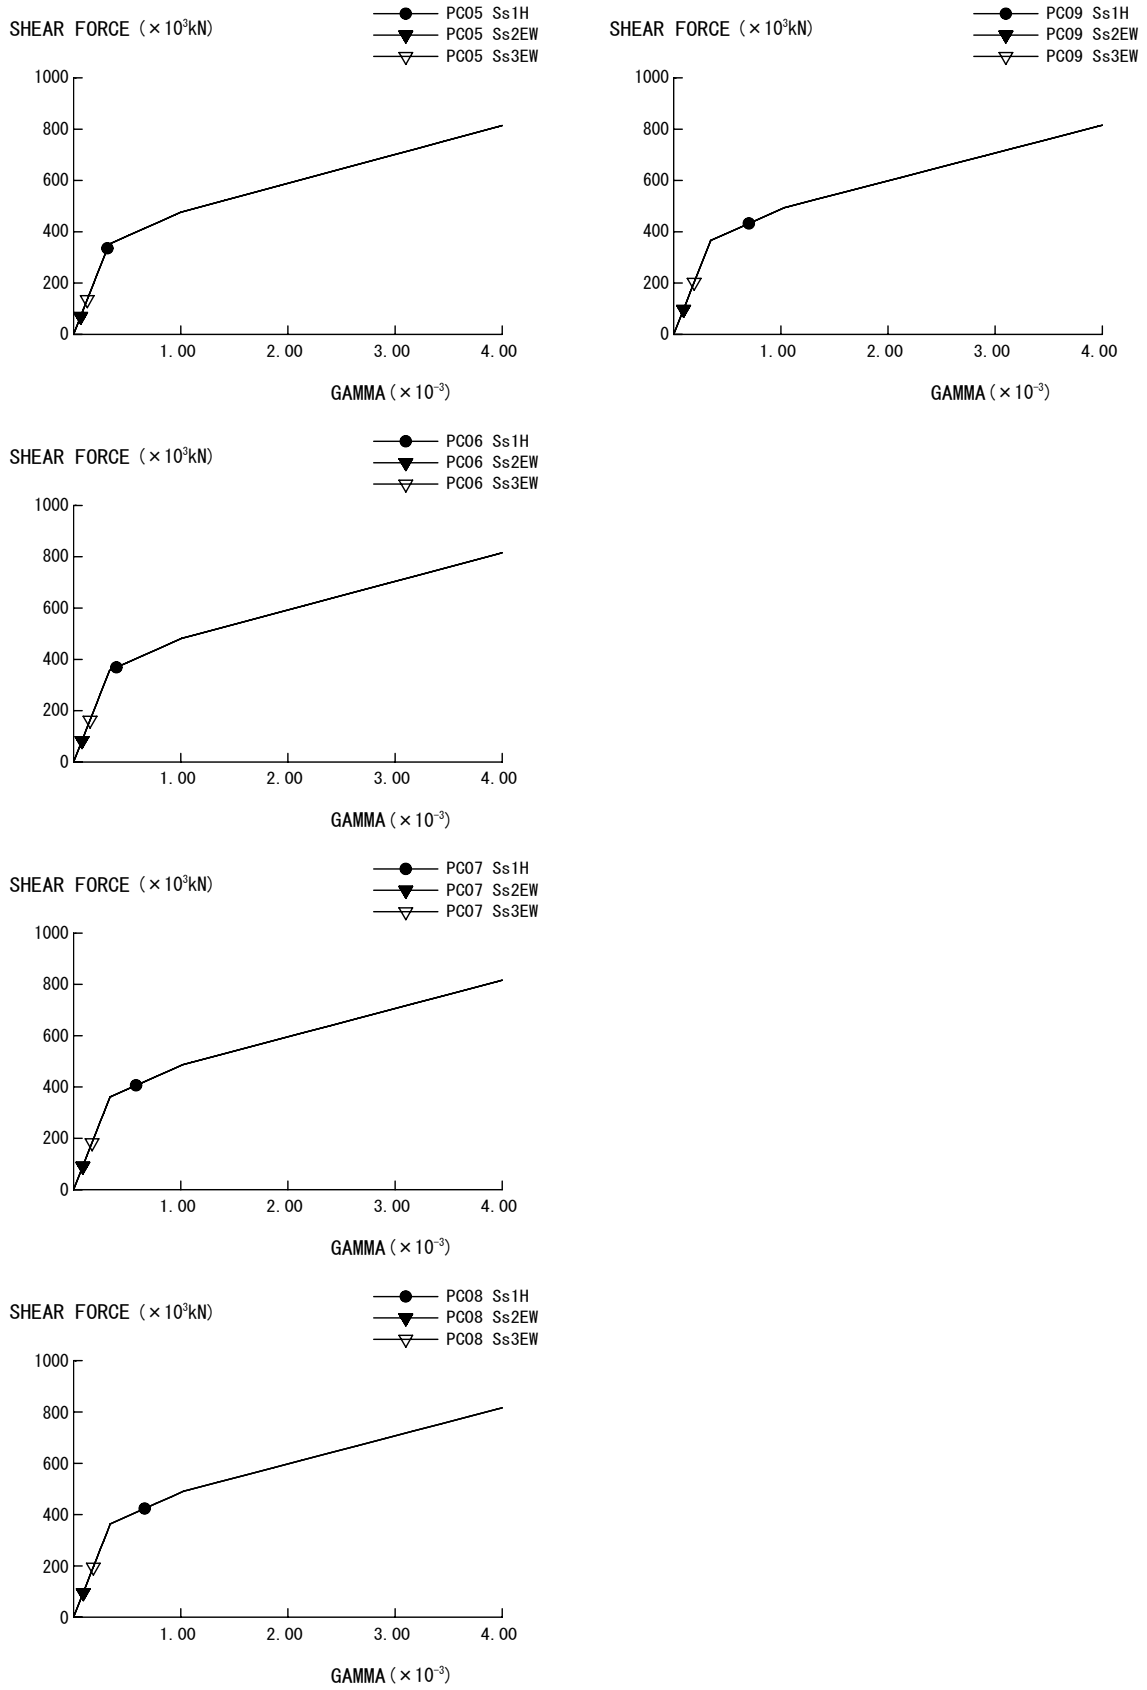 SHEAR FORCE (×10³kN)
PC05 Ss1H
PC05 Ss2EW
PC05 Ss3EW
1000
800
600
400
200
0
1.00 2.00 3.00 4.00
GAMMA(×10⁻³)
SHEAR FORCE (×10³kN)
PC09 Ss1H
PC09 Ss2EW
PC09 Ss3EW
1000
800
600
400
200
0
1.00 2.00 3.00 4.00
GAMMA(×10⁻³)
SHEAR FORCE (×10³kN)
PC06 Ss1H
PC06 Ss2EW
PC06 Ss3EW
1000
800
600
400
200
0
1.00 2.00 3.00 4.00
GAMMA(×10⁻³)
SHEAR FORCE (×10³kN)
PC07 Ss1H
PC07 Ss2EW
PC07 Ss3EW
1000
800
600
400
200
0
1.00 2.00 3.00 4.00
GAMMA(×10⁻³)
SHEAR FORCE (×10³kN)
PC08 Ss1H
PC08 Ss2EW
PC08 Ss3EW
1000
800
600
400
200
0
1.00 2.00 3.00 4.00
GAMMA(×10⁻³)